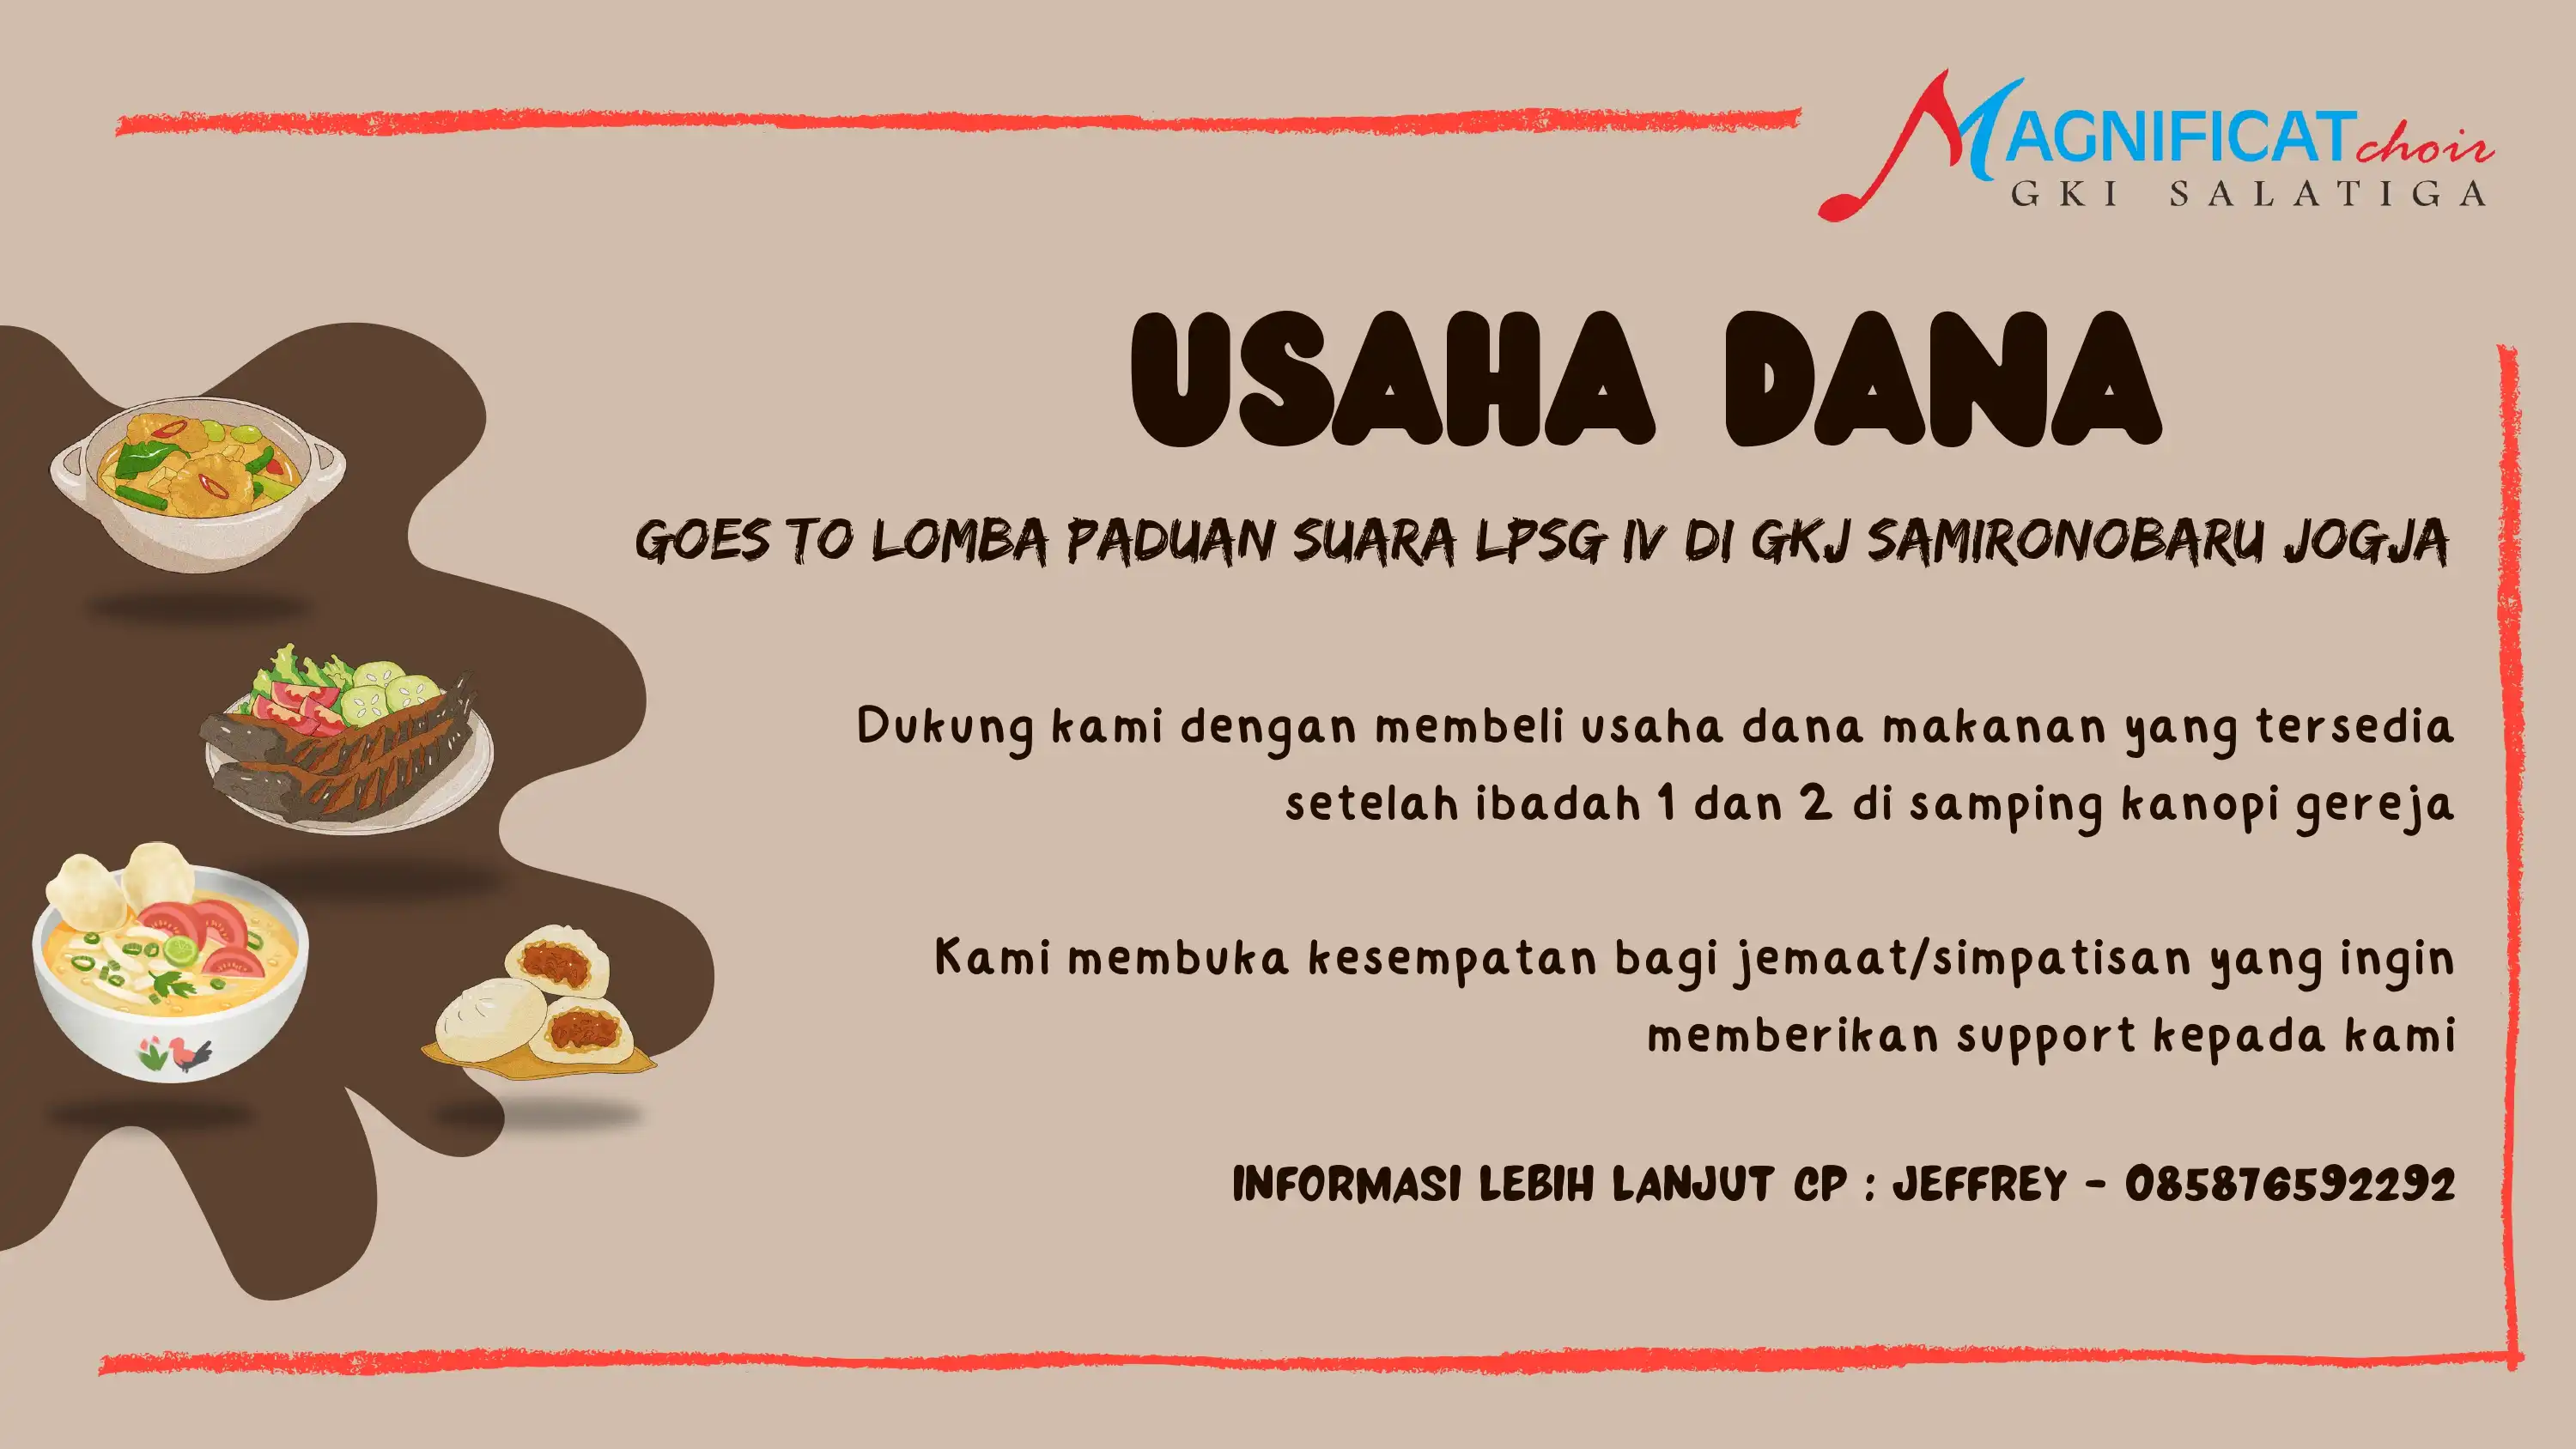 MAGNIFICAT choir
GKI SALATIGA
USAHA DANA
GOES TO LOMBA PADUAN SUARA LPSG IV DI GKJ SAMIRONOBARU JOGJA
Dukung kami dengan membeli usaha dana makanan yang tersedia
setelah ibadah 1 dan 2 di samping kanopi gereja
Kami membuka kesempatan bagi jemaat/simpatisan yang ingin
memberikan support kepada kami
INFORMASI LEBIH LANJUT CP : JEFFREY - 085876592292